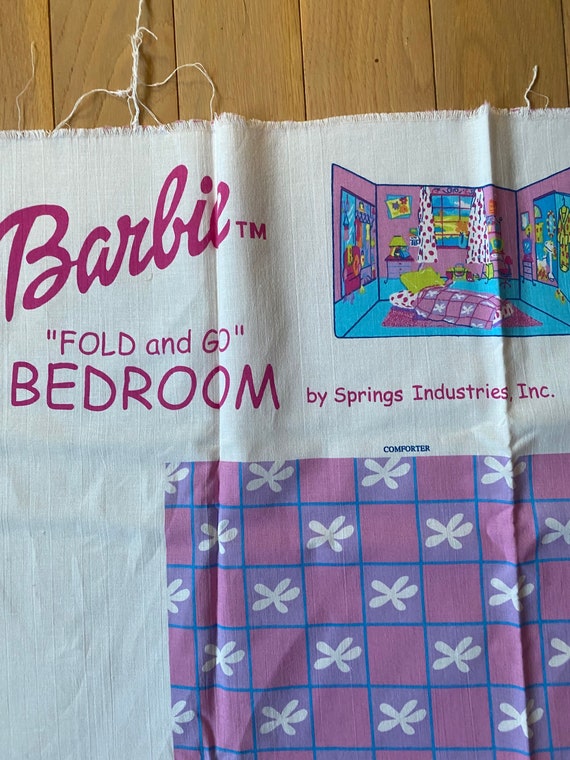 Barbie™
"FOLD and GO"
BEDROOM
by Springs Industries, Inc.
COMFORTER